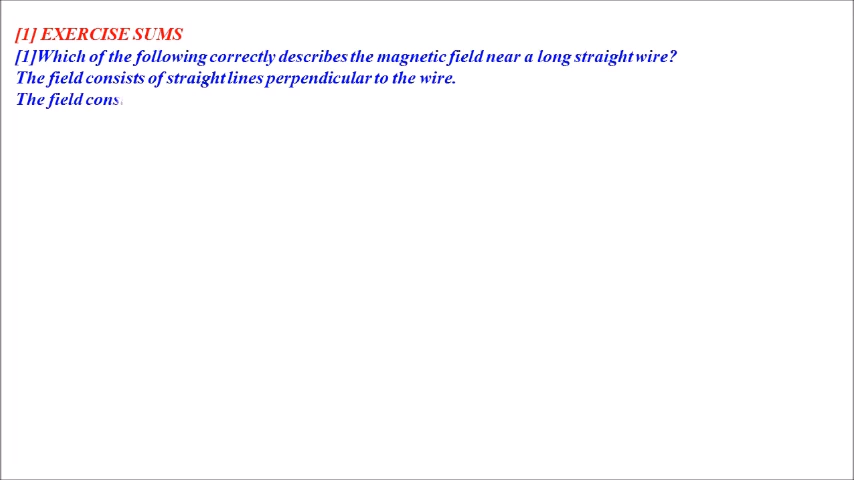 [1] EXERCISE SUMS
[1]Which of the following correctly describes the magnetic field near a long straight wire?
The field consists of straight lines perpendicular to the wire.
The field cons